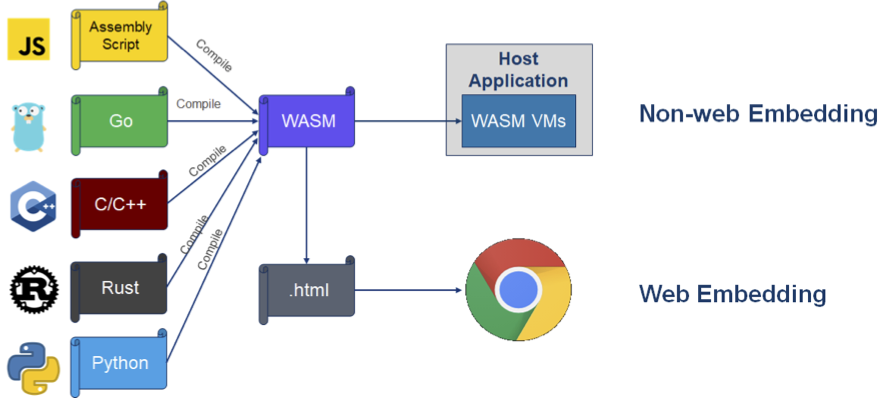 JS
Assembly
Script
Compile
Go
Compile
WASM
Host
Application
WASM VMs
Non-web Embedding
C++
C/C++
Compile
R
Rust
Compile
.html
Web Embedding
Python
Compile